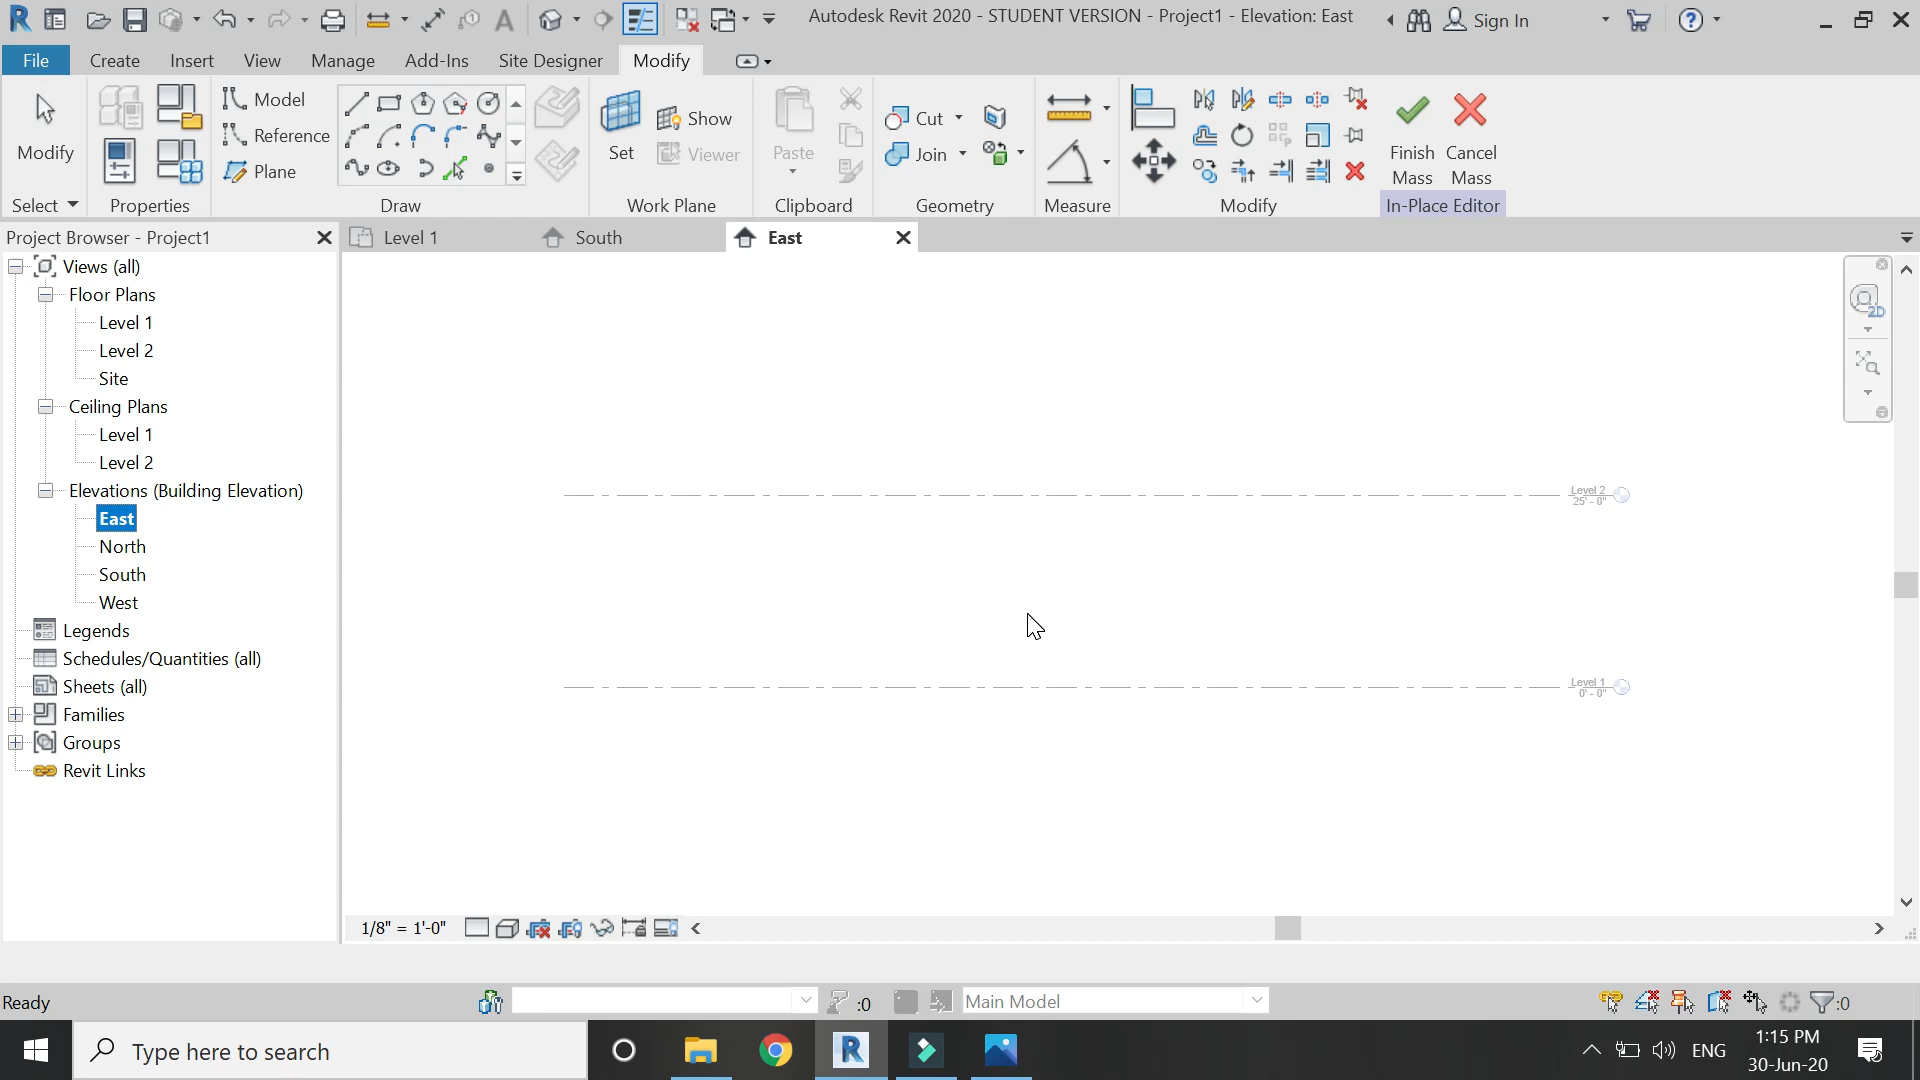 Autodesk Revit 2020 - STUDENT VERSION - Project1 - Elevation: East
Sign In
File Create Insert View Manage Add-Ins Site Designer Modify
Model
Reference
Plane
Modify
Set
Show
Viewer
Paste
Cut
Join
Finish Mass
Cancel Mass
Select Properties Draw Work Plane Clipboard Geometry Measure Modify In-Place Editor
Project Browser - Project1
Level 1 South East
Views (all)
Floor Plans
Level 1
Level 2
Site
Ceiling Plans
Level 1
Level 2
Elevations (Building Elevation)
East
North
South
West
Legends
Schedules/Quantities (all)
Sheets (all)
Families
Groups
Revit Links
2D
Level 2
25' - 0"
Level 1
0' - 0"
1/8" = 1'-0"
Ready
:0
Main Model
:0
Type here to search
ENG
1:15 PM
30-Jun-20